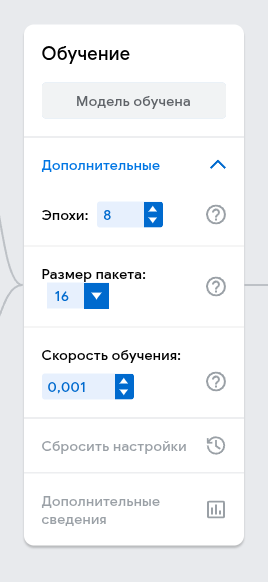 Обучение
Модель обучена
Дополнительные
Эпохи: 8
Размер пакета:
16
Скорость обучения:
0,001
Сбросить настройки
Дополнительные
сведения